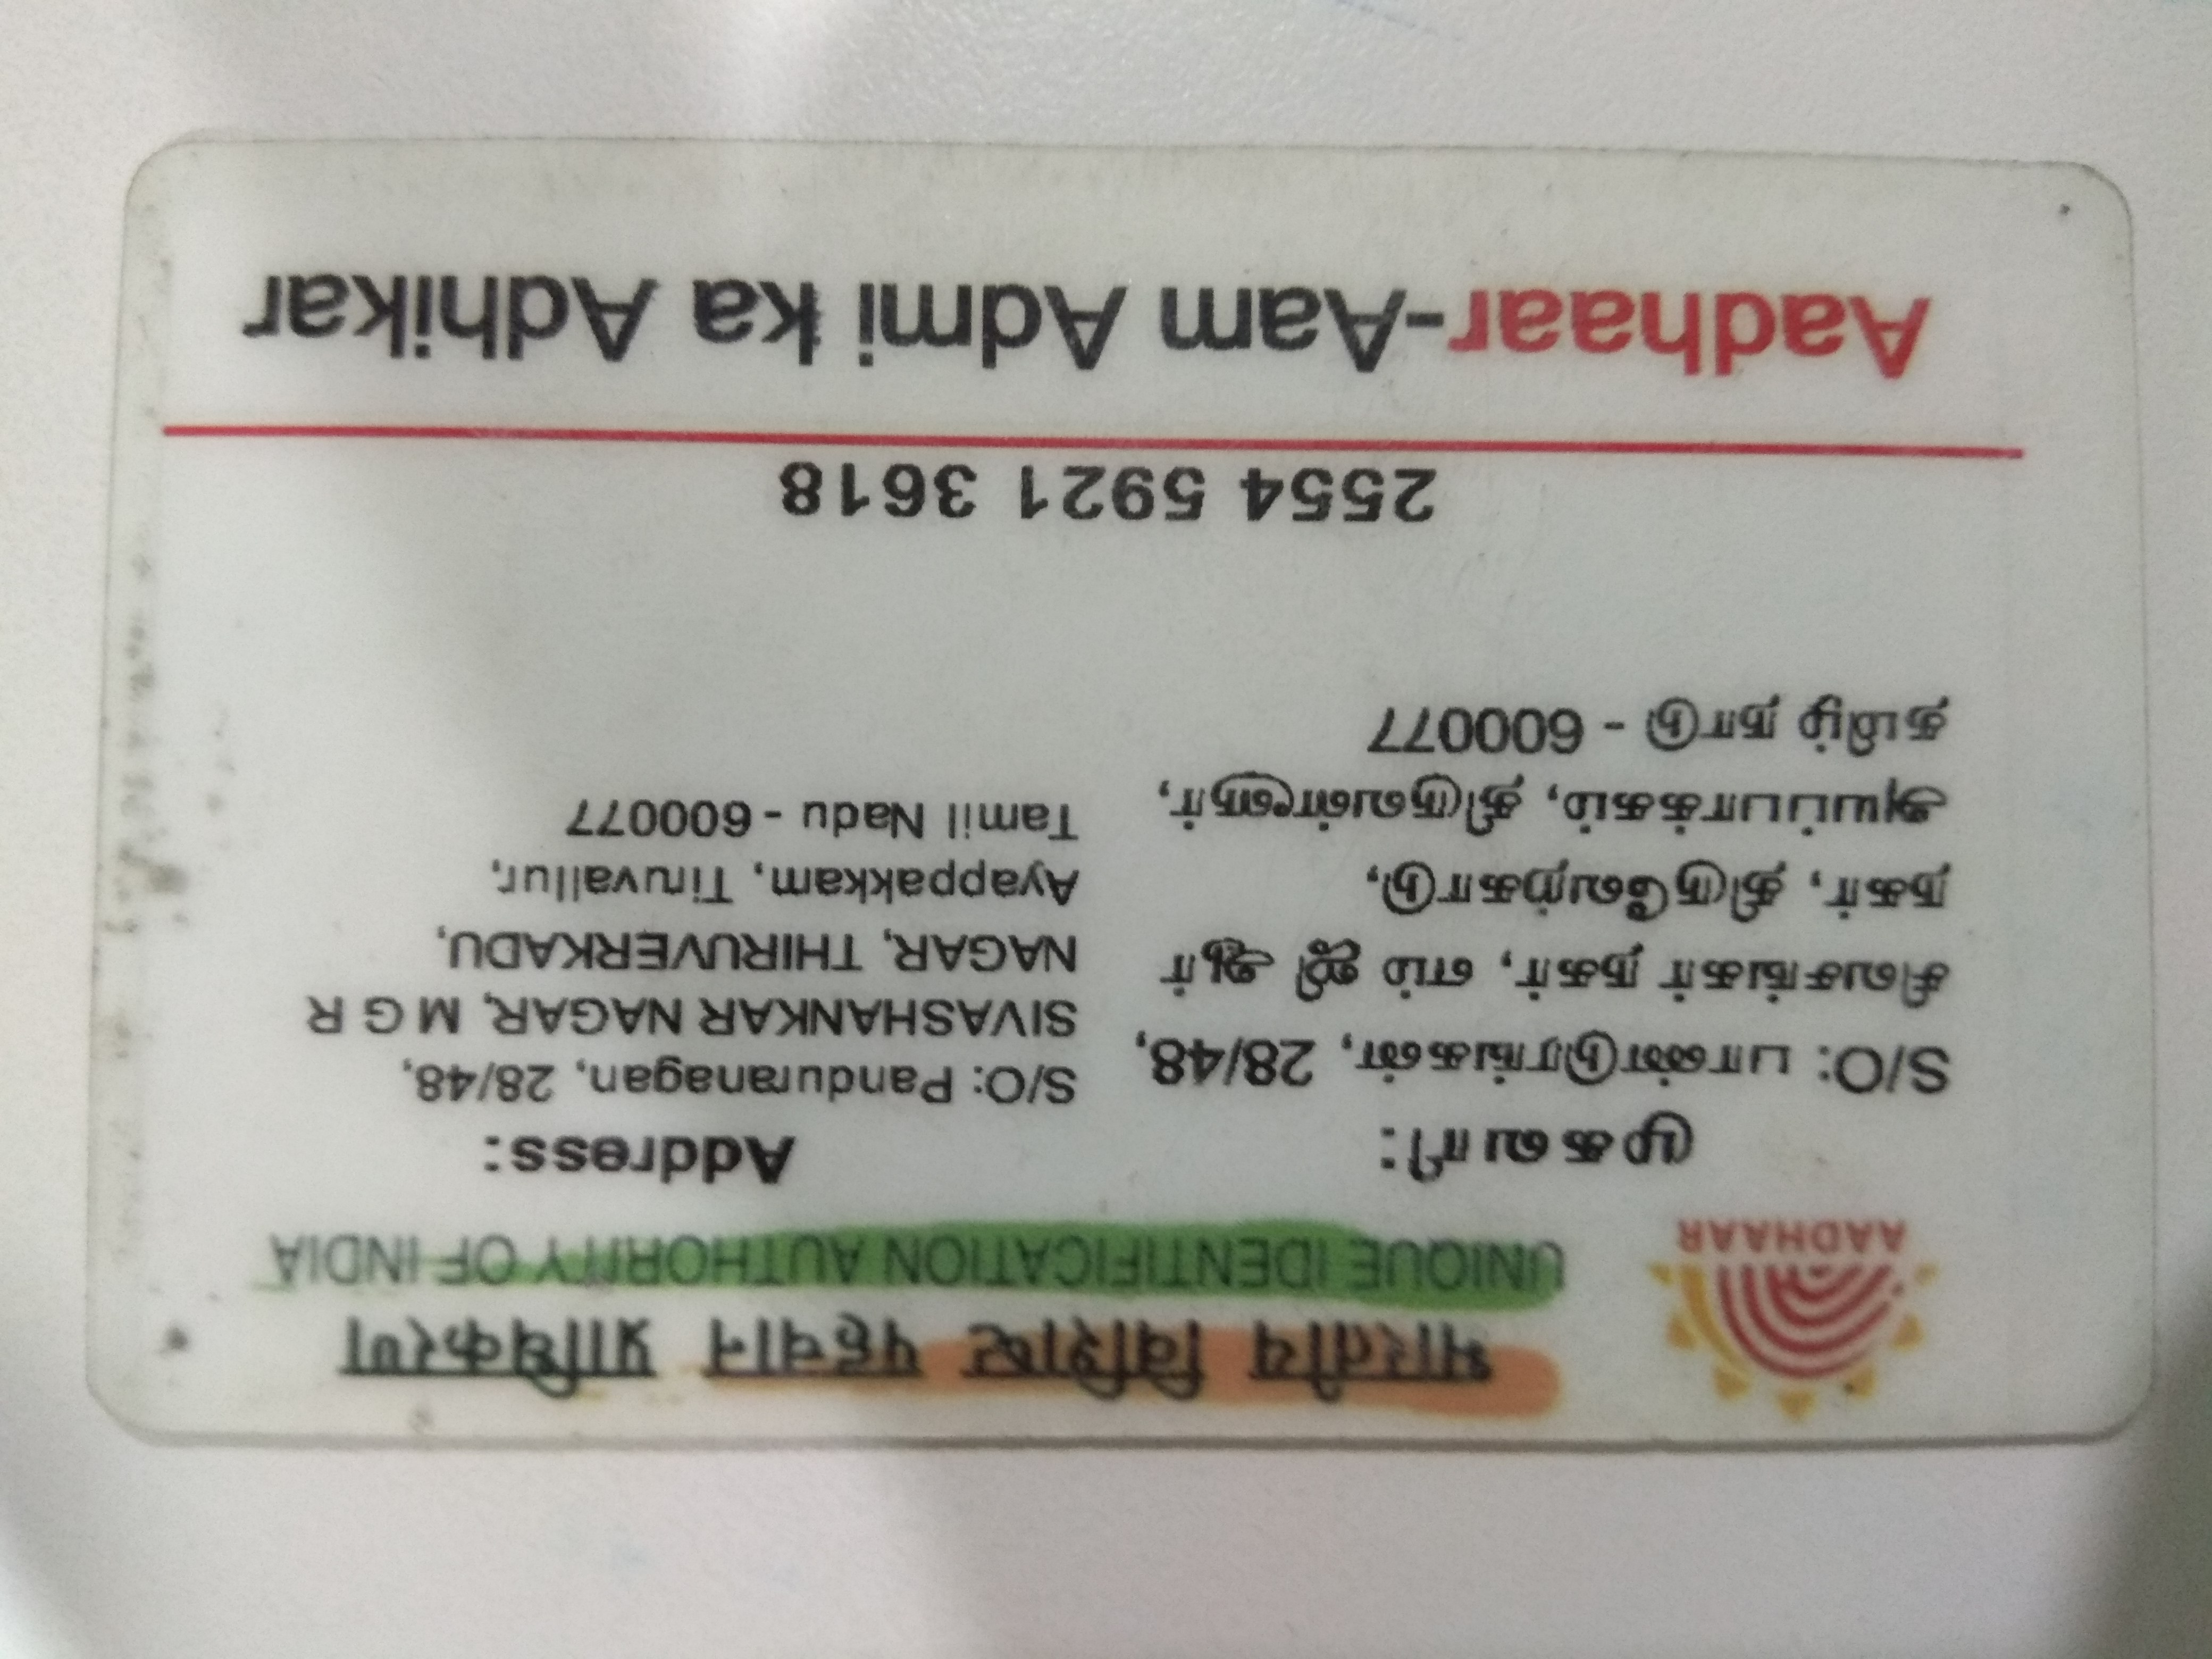 भारतीय विशिष्ट पहचान प्राधिकरण
UNIQUE IDENTIFICATION AUTHORITY OF INDIA
AADHAAR
முகவரி:
S/O: பாண்டுரங்கன், 28/48,
சிவசங்கர் நகர், எம் ஜி ஆர்
நகர், திருவேற்காடு,
அயப்பாக்கம், திருவள்ளூர்,
தமிழ் நாடு - 600077
Address:
S/O: Panduranagan, 28/48,
SIVASHANKAR NAGAR, M G R
NAGAR, THIRUVERKADU,
Ayappakkam, Tiruvallur,
Tamil Nadu - 600077
2554 5921 3618
Aadhaar-Aam Admi ka Adhikar